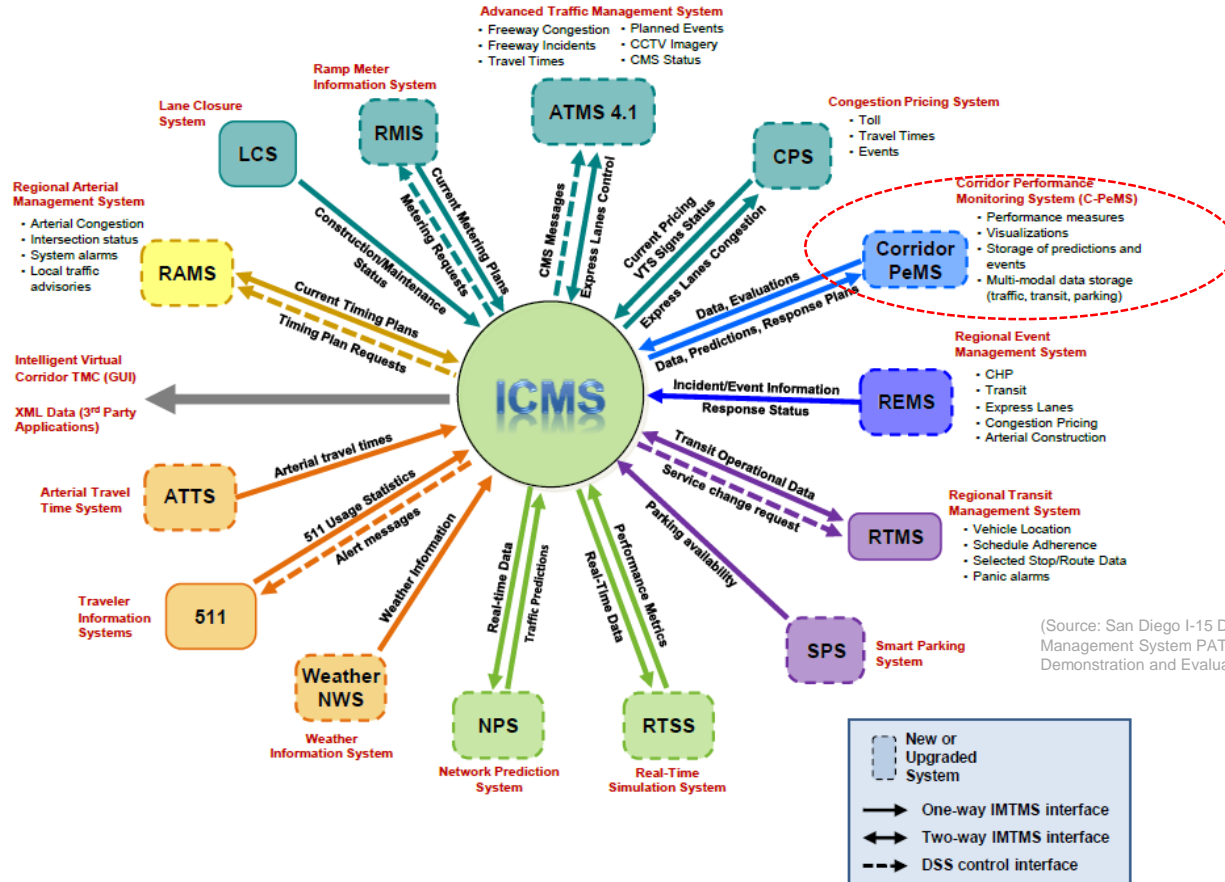 Advanced Traffic Management System
• Freeway Congestion
• Freeway Incidents
• Travel Times
• Planned Events
• CCTV Imagery
• CMS Status
ATMS 4.1
Ramp Meter
Information System
RMIS
Lane Closure
System
LCS
Congestion Pricing System
• Toll
• Travel Times
• Events
CPS
Regional Arterial
Management System
• Arterial Congestion
• Intersection status
• System alarms
• Local traffic
advisories
RAMS
Corridor Performance
Monitoring System (C-PeMS)
• Performance measures
• Visualizations
• Storage of predictions and
events
• Multi-modal data storage
(traffic, transit, parking)
Corridor
PeMS
Construction/Maintenance
Status
Current Metering Plans
Metering Requests
CMS Messages
Express Lanes Control
Current Pricing
VTS Signs Status
Express Lanes Congestion
Data, Evaluations
Data, Predictions, Response Plans
Current Timing Plans
Timing Plan Requests
ICMS
Intelligent Virtual
Corridor TMC (GUI)
XML Data (3rd Party
Applications)
Incident/Event Information
Response Status
REMS
Regional Event
Management System
• CHP
• Transit
• Express Lanes
• Congestion Pricing
• Arterial Construction
Arterial travel times
ATTS
Arterial Travel
Time System
511 Usage Statistics
Alert messages
511
Traveler
Information
Systems
Weather Information
Weather
NWS
Weather
Information System
Real-time Data
Traffic Predictions
NPS
Network Prediction
System
Performance Metrics
Real-Time Data
RTSS
Real-Time
Simulation System
Parking availability
SPS
Smart Parking
System
Transit Operational Data
Service change request
RTMS
Regional Transit
Management System
• Vehicle Location
• Schedule Adherence
• Selected Stop/Route Data
• Panic alarms
(Source: San Diego I-15 D
Management System PAT
Demonstration and Evalua
New or
Upgraded
System
One-way IMTMS interface
Two-way IMTMS interface
DSS control interface